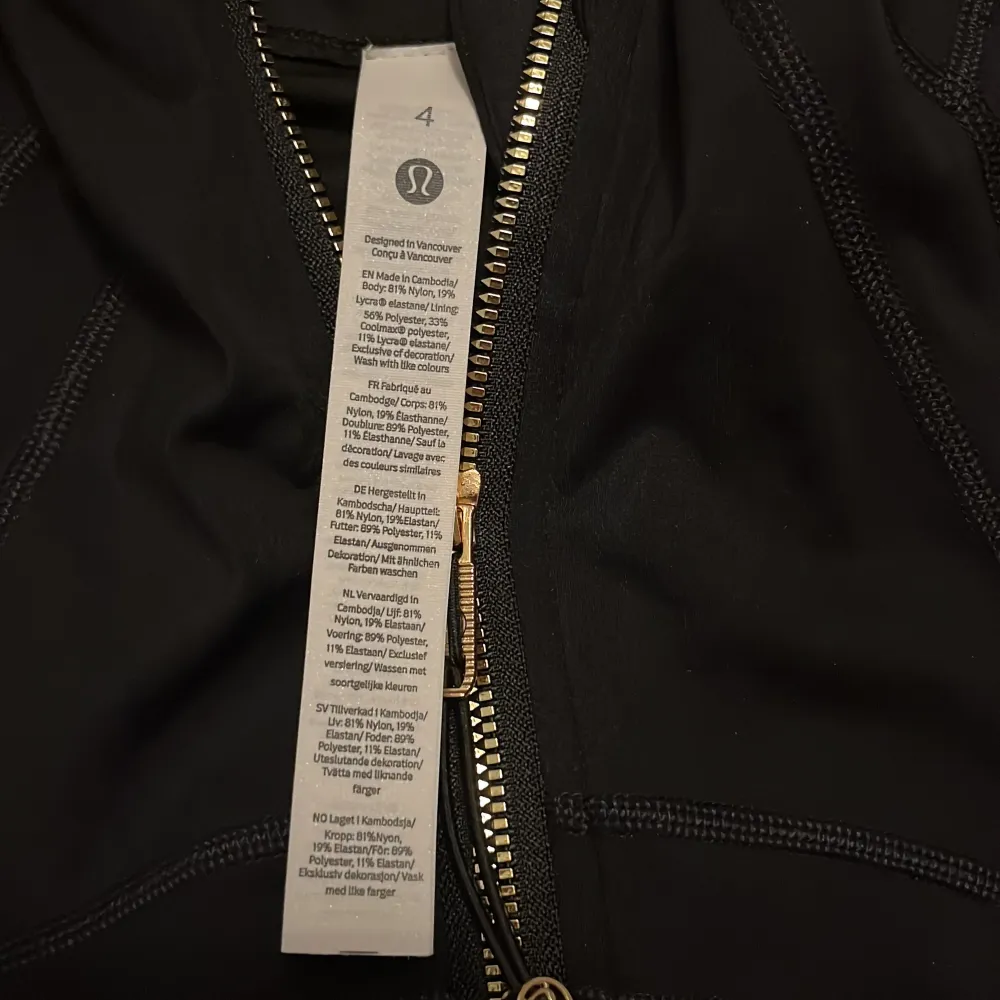 4
Designed in Vancouver
Conçu à Vancouver
EN Made in Cambodia/
Body: 81% Nylon, 19%
Lycra® elastane/ Lining:
56% Polyester, 33%
Coolmax® polyester,
11% Lycra® elastane/
Exclusive of decoration/
Wash with like colours
FR Fabriqué au
Cambodge/ Corps: 81%
Nylon, 19% Élasthanne/
Doublure: 89% Polyester,
11% Élasthanne/ Sauf la
décoration/ Lavage avec
des couleurs similaires
DE Hergestellt in
Kambodscha/ Hauptteil:
81% Nylon, 19%Elastan/
Futter: 89% Polyester, 11%
Elastan/ Ausgenommen
Dekoration/ Mit ähnlichen
Farben waschen
NL Vervaardigd in
Cambodja/ Lijf: 81%
Nylon, 19% Elastaan/
Voering: 89% Polyester,
11% Elastaan/ Exclusief
versiering/ Wassen met
soortgelijke kleuren
SV Tillverkad i Kambodja/
Liv: 81% Nylon, 19%
Elastan/ Foder: 89%
Polyester, 11% Elastan/
Uteslutande dekoration/
Tvätta med liknande
färger
NO Laget i Kambodsja/
Kropp: 81%Nyon,
19% Elastan/Fôr: 89%
Polyester, 11% Elastan/
Eksklusiv dekorasjon/ Vask
med like farger